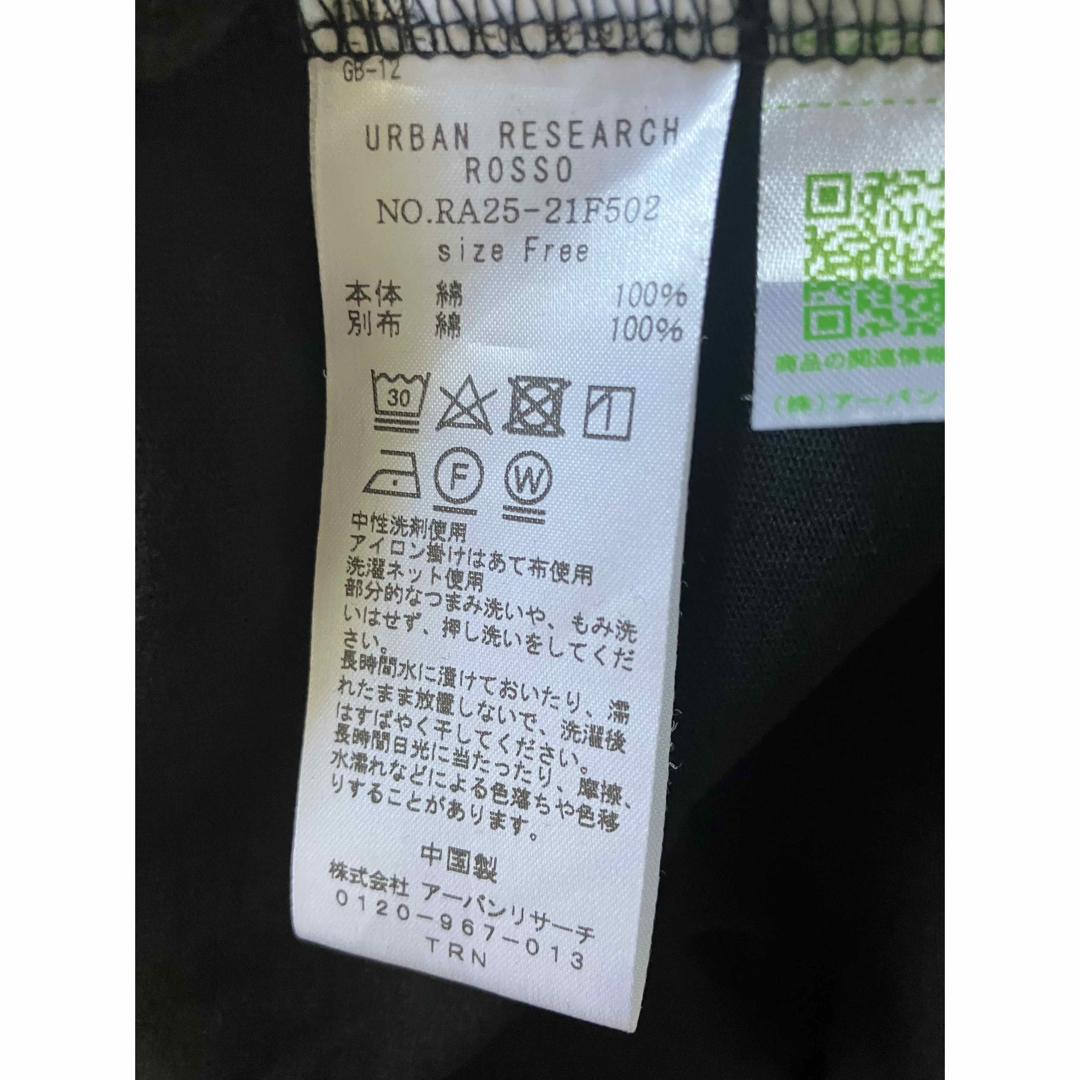 GB-12
URBAN RESEARCH
ROSSO
NO.RA25-21F502
size Free
本体 綿 100%
別布 綿 100%
30
F
W
中性洗剤使用
アイロン掛けはあて布使用
洗濯ネット使用
部分的なつまみ洗いや、もみ洗
いはせず、押し洗いをしてくだ
さい。
長時間水に漬けておいたり、濡
れたまま放置しないで、洗濯後
はすばやく干してください。
長時間日光に当たったり、摩擦、
水濡れなどによる色落ちや色移
りすることがあります。
中国製
株式会社 アーバンリサーチ
0120-967-013
TRN
商品の関連情報
(株)アーバン